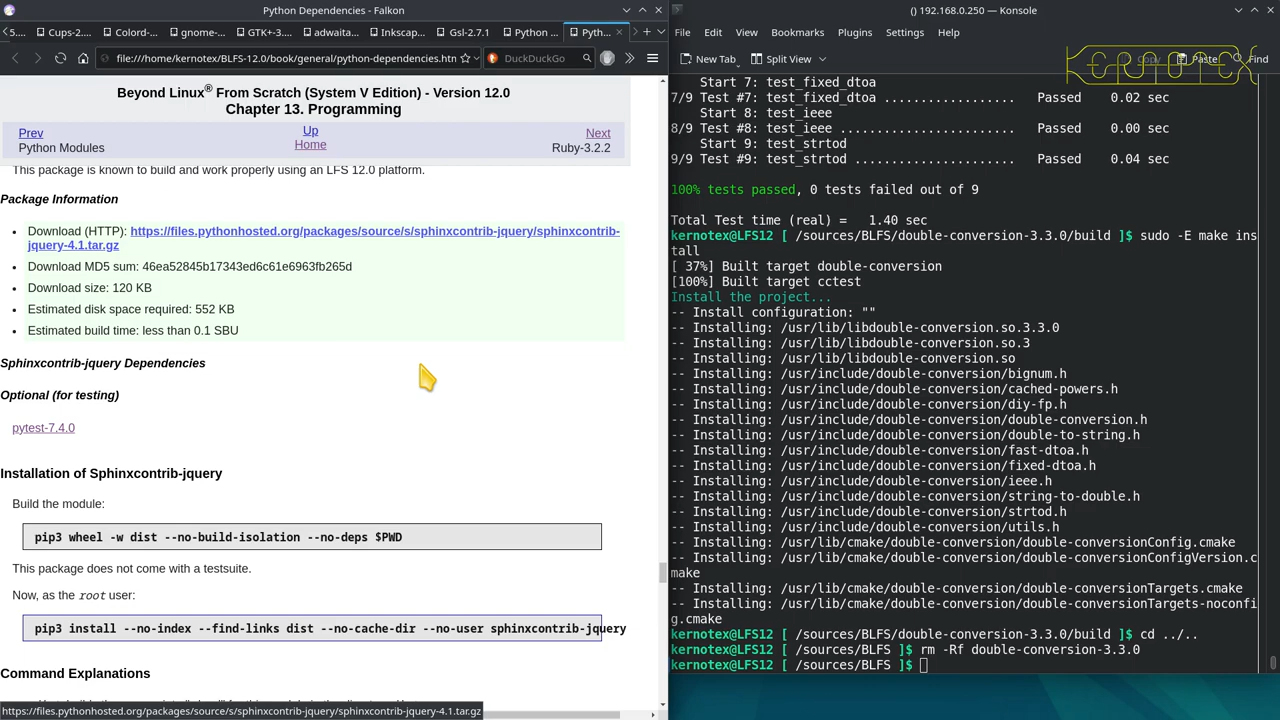 Python Dependencies - Falkon
5....
Cups-2....
Colord-...
gnome-...
GTK+-3....
adwaita...
Inkscap...
Gsl-2.7.1
Python ...
Pyth...
file:///home/kernotex/BLFS-12.0/book/general/python-dependencies.htn
DuckDuckGo
Beyond Linux® From Scratch (System V Edition) - Version 12.0
Chapter 13. Programming
Prev
Up
Next
Python Modules
Home
Ruby-3.2.2
This package is known to build and work properly using an LFS 12.0 platform.
Package Information
Download (HTTP): https://files.pythonhosted.org/packages/source/s/sphinxcontrib-jquery/sphinxcontrib-
jquery-4.1.tar.gz
Download MD5 sum: 46ea52845b17343ed6c61e6963fb265d
Download size: 120 KB
Estimated disk space required: 552 KB
Estimated build time: less than 0.1 SBU
Sphinxcontrib-jquery Dependencies
Optional (for testing)
pytest-7.4.0
Installation of Sphinxcontrib-jquery
Build the module:
pip3 wheel -w dist --no-build-isolation --no-deps $PWD
This package does not come with a testsuite.
Now, as the root user:
pip3 install --no-index --find-links dist --no-cache-dir --no-user sphinxcontrib-jquery
Command Explanations
https://files.pythonhosted.org/packages/source/s/sphinxcontrib-jquery/sphinxcontrib-jquery-4.1.tar.gz
() 192.168.0.250 — Konsole
File Edit View Bookmarks Plugins Settings Help
New Tab
Split View
Copy
Paste
Find
KERNOTEX
Start 7: test_fixed_dtoa
7/9 Test #7: test_fixed_dtoa ..................   Passed    0.02 sec
Start 8: test_ieee
8/9 Test #8: test_ieee ........................   Passed    0.00 sec
Start 9: test_strtod
9/9 Test #9: test_strtod ......................   Passed    0.04 sec
100% tests passed, 0 tests failed out of 9
Total Test time (real) =   1.40 sec
kernotex@LFS12 [ /sources/BLFS/double-conversion-3.3.0/build ]$ sudo -E make ins
tall
[ 37%] Built target double-conversion
[100%] Built target cctest
Install the project...
-- Install configuration: ""
-- Installing: /usr/lib/libdouble-conversion.so.3.3.0
-- Installing: /usr/lib/libdouble-conversion.so.3
-- Installing: /usr/lib/libdouble-conversion.so
-- Installing: /usr/include/double-conversion/bignum.h
-- Installing: /usr/include/double-conversion/cached-powers.h
-- Installing: /usr/include/double-conversion/diy-fp.h
-- Installing: /usr/include/double-conversion/double-conversion.h
-- Installing: /usr/include/double-conversion/double-to-string.h
-- Installing: /usr/include/double-conversion/fast-dtoa.h
-- Installing: /usr/include/double-conversion/fixed-dtoa.h
-- Installing: /usr/include/double-conversion/ieee.h
-- Installing: /usr/include/double-conversion/string-to-double.h
-- Installing: /usr/include/double-conversion/strtod.h
-- Installing: /usr/include/double-conversion/utils.h
-- Installing: /usr/lib/cmake/double-conversion/double-conversionConfig.cmake
-- Installing: /usr/lib/cmake/double-conversion/double-conversionConfigVersion.c
make
-- Installing: /usr/lib/cmake/double-conversion/double-conversionTargets.cmake
-- Installing: /usr/lib/cmake/double-conversion/double-conversionTargets-noconfi
g.cmake
kernotex@LFS12 [ /sources/BLFS/double-conversion-3.3.0/build ]$ cd ../..
kernotex@LFS12 [ /sources/BLFS ]$ rm -Rf double-conversion-3.3.0
kernotex@LFS12 [ /sources/BLFS ]$